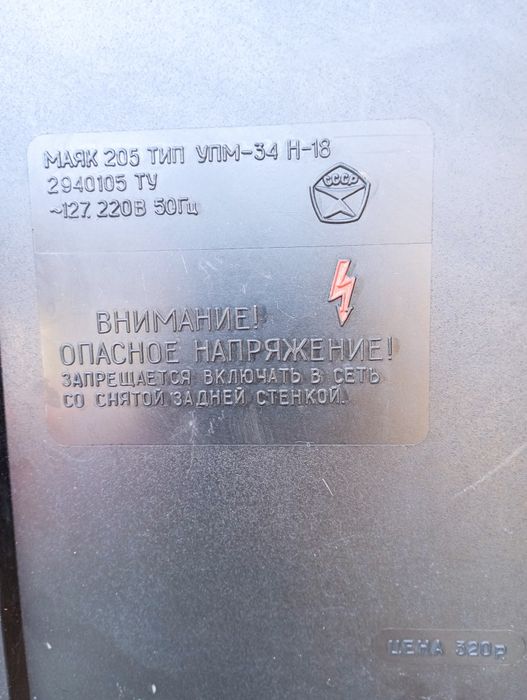 МАЯК 205 ТИП УПМ-34 Н-18
2940105 ТУ
~127, 220В 50Гц
СССР
ВНИМАНИЕ!
ОПАСНОЕ НАПРЯЖЕНИЕ!
ЗАПРЕЩАЕТСЯ ВКЛЮЧАТЬ В СЕТЬ
СО СНЯТОЙ ЗАДНЕЙ СТЕНКОЙ.
ЦЕНА 320р